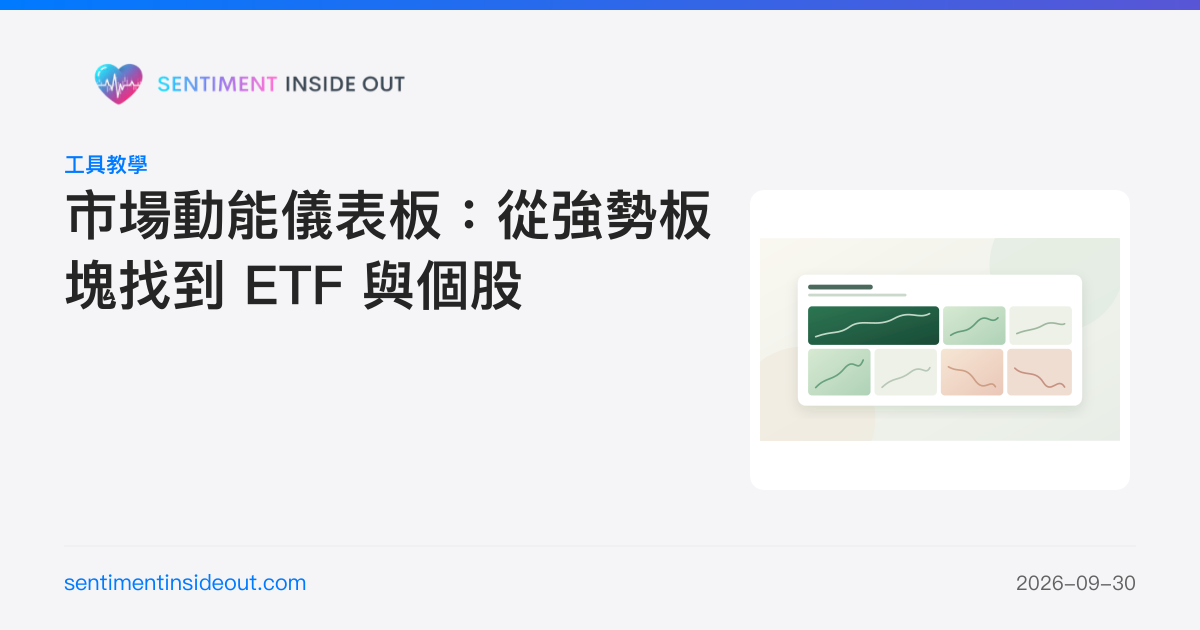 SENTIMENT INSIDE OUT
工具教學
市場動能儀表板：從強勢板
塊找到 ETF 與個股
sentimentinsideout.com
2026-09-30